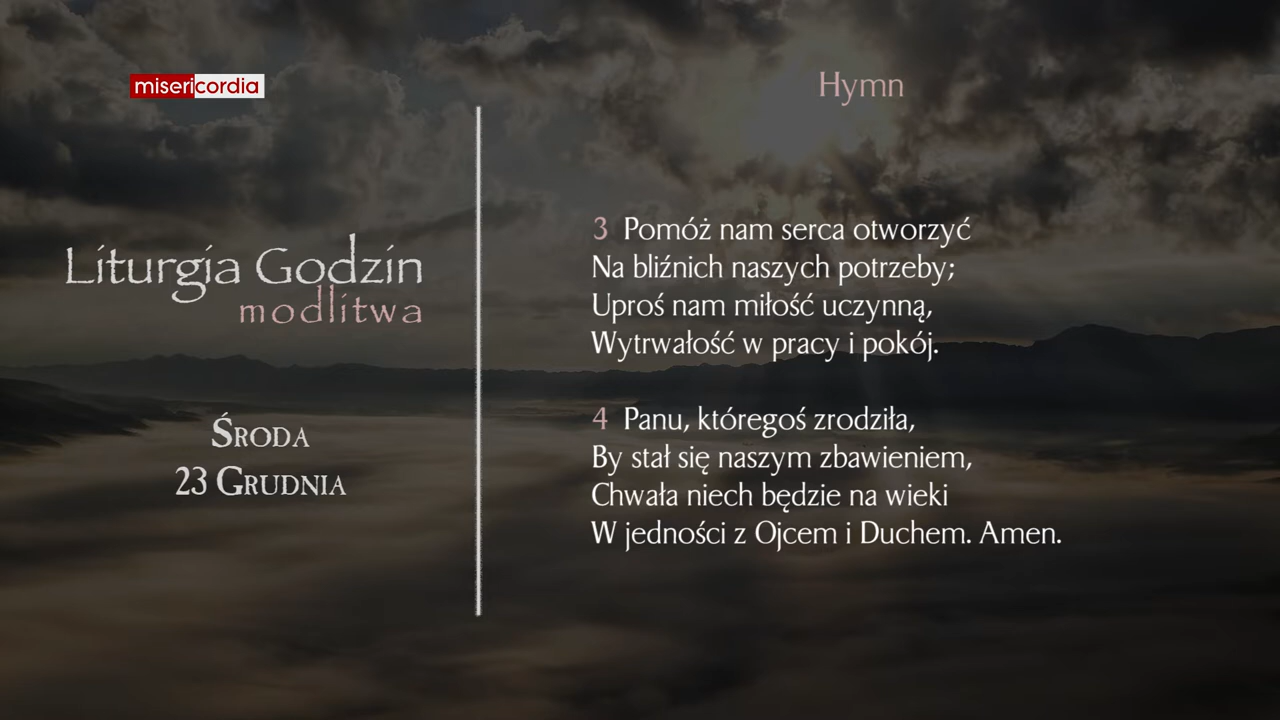 misericordia
Liturgia Godzin
modlitwa
Środa
23 Grudnia
Hymn
3 Pomóż nam serca otworzyć
Na bliźnich naszych potrzeby;
Uproś nam miłość uczynną,
Wytrwałość w pracy i pokój.
4 Panu, któregoś zrodziła,
By stał się naszym zbawieniem,
Chwała niech będzie na wieki
W jedności z Ojcem i Duchem. Amen.